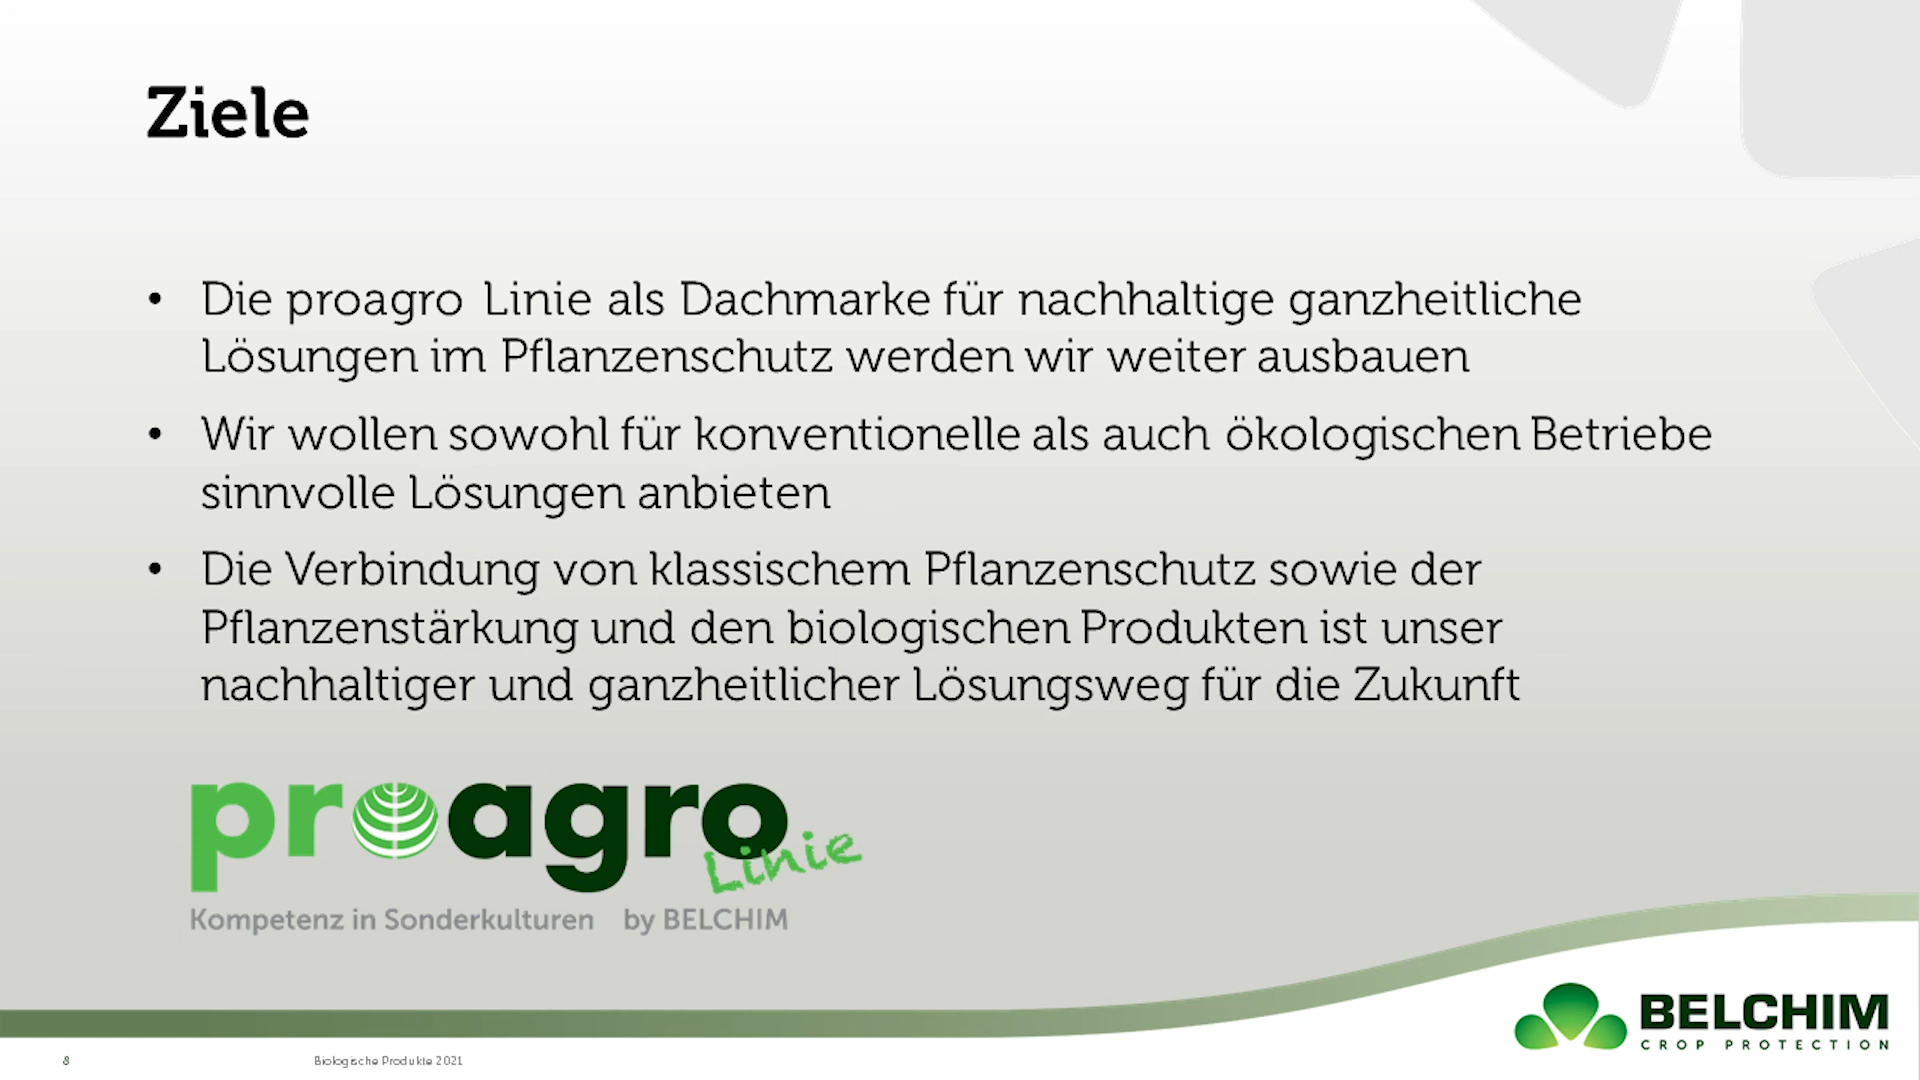 Ziele
• Die proagro Linie als Dachmarke für nachhaltige ganzheitliche
Lösungen im Pflanzenschutz werden wir weiter ausbauen
• Wir wollen sowohl für konventionelle als auch ökologischen Betriebe
sinnvolle Lösungen anbieten
• Die Verbindung von klassischem Pflanzenschutz sowie der
Pflanzenstärkung und den biologischen Produkten ist unser
nachhaltiger und ganzheitlicher Lösungsweg für die Zukunft
proagro
Linie
Kompetenz in Sonderkulturen by BELCHIM
BELCHIM
CROP PROTECTION
8
Biologische Produkte 2021